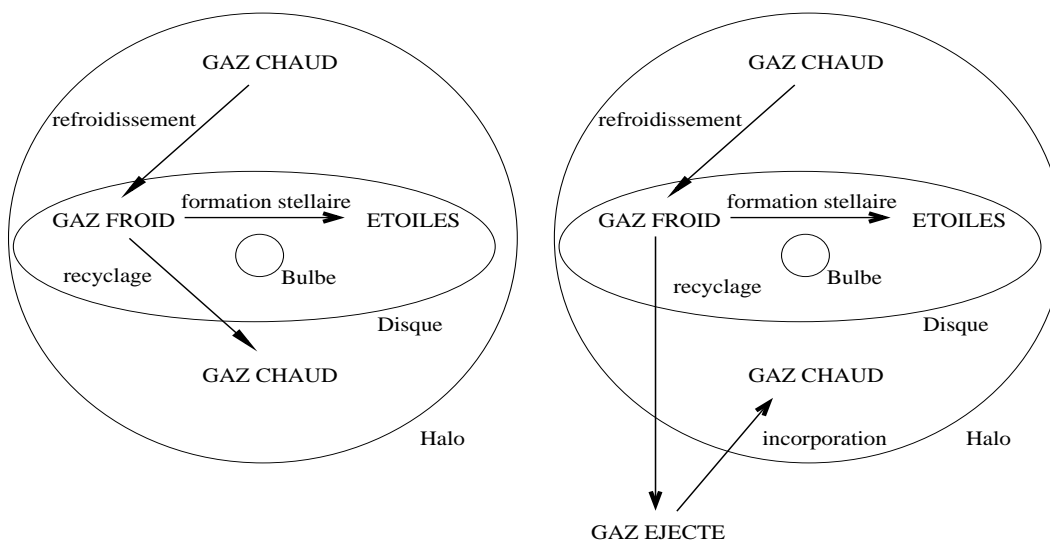 GAZ CHAUD
refroidissement
formation stellaire
GAZ FROID
ETOILES
recyclage
Bulbe
Disque
GAZ CHAUD
Halo
GAZ CHAUD
refroidissement
formation stellaire
GAZ FROID
ETOILES
recyclage
Bulbe
Disque
GAZ CHAUD
incorporation
Halo
GAZ EJECTE